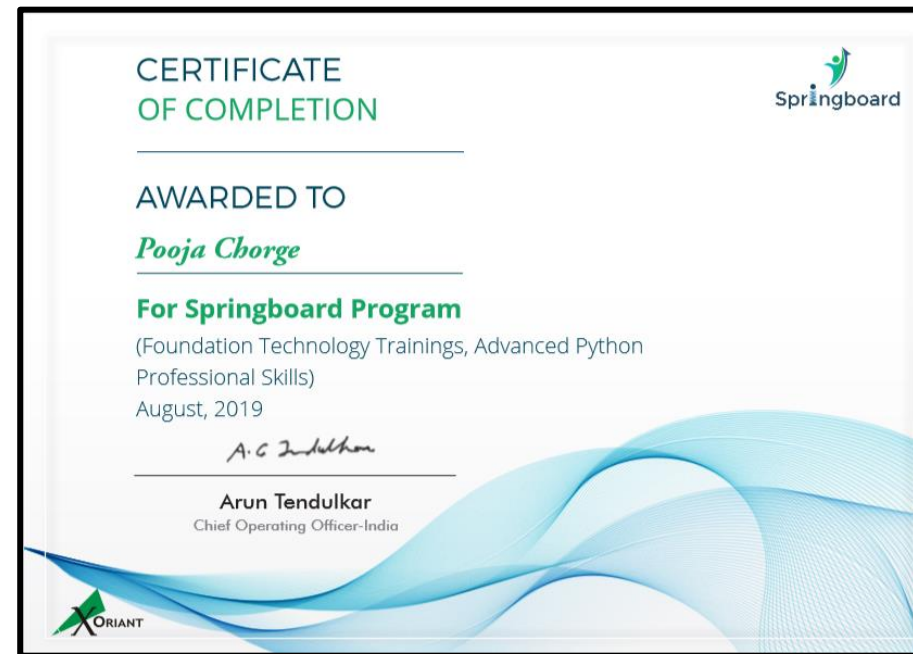 CERTIFICATE
OF COMPLETION
Springboard
AWARDED TO
Pooja Chorge
For Springboard Program
(Foundation Technology Trainings, Advanced Python
Professional Skills)
August, 2019
Arun Tendulkar
Chief Operating Officer-India
XORIANT